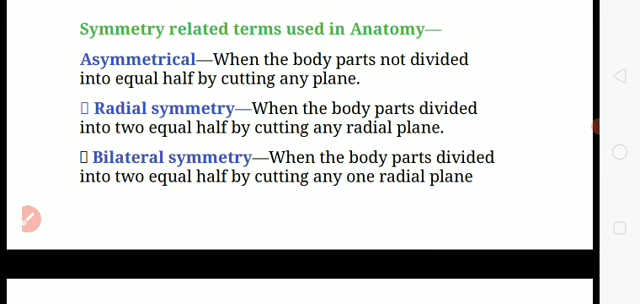 Symmetry related terms used in Anatomy—
Asymmetrical—When the body parts not divided
into equal half by cutting any plane.
▯ Radial symmetry—When the body parts divided
into two equal half by cutting any radial plane.
▯ Bilateral symmetry—When the body parts divided
into two equal half by cutting any one radial plane